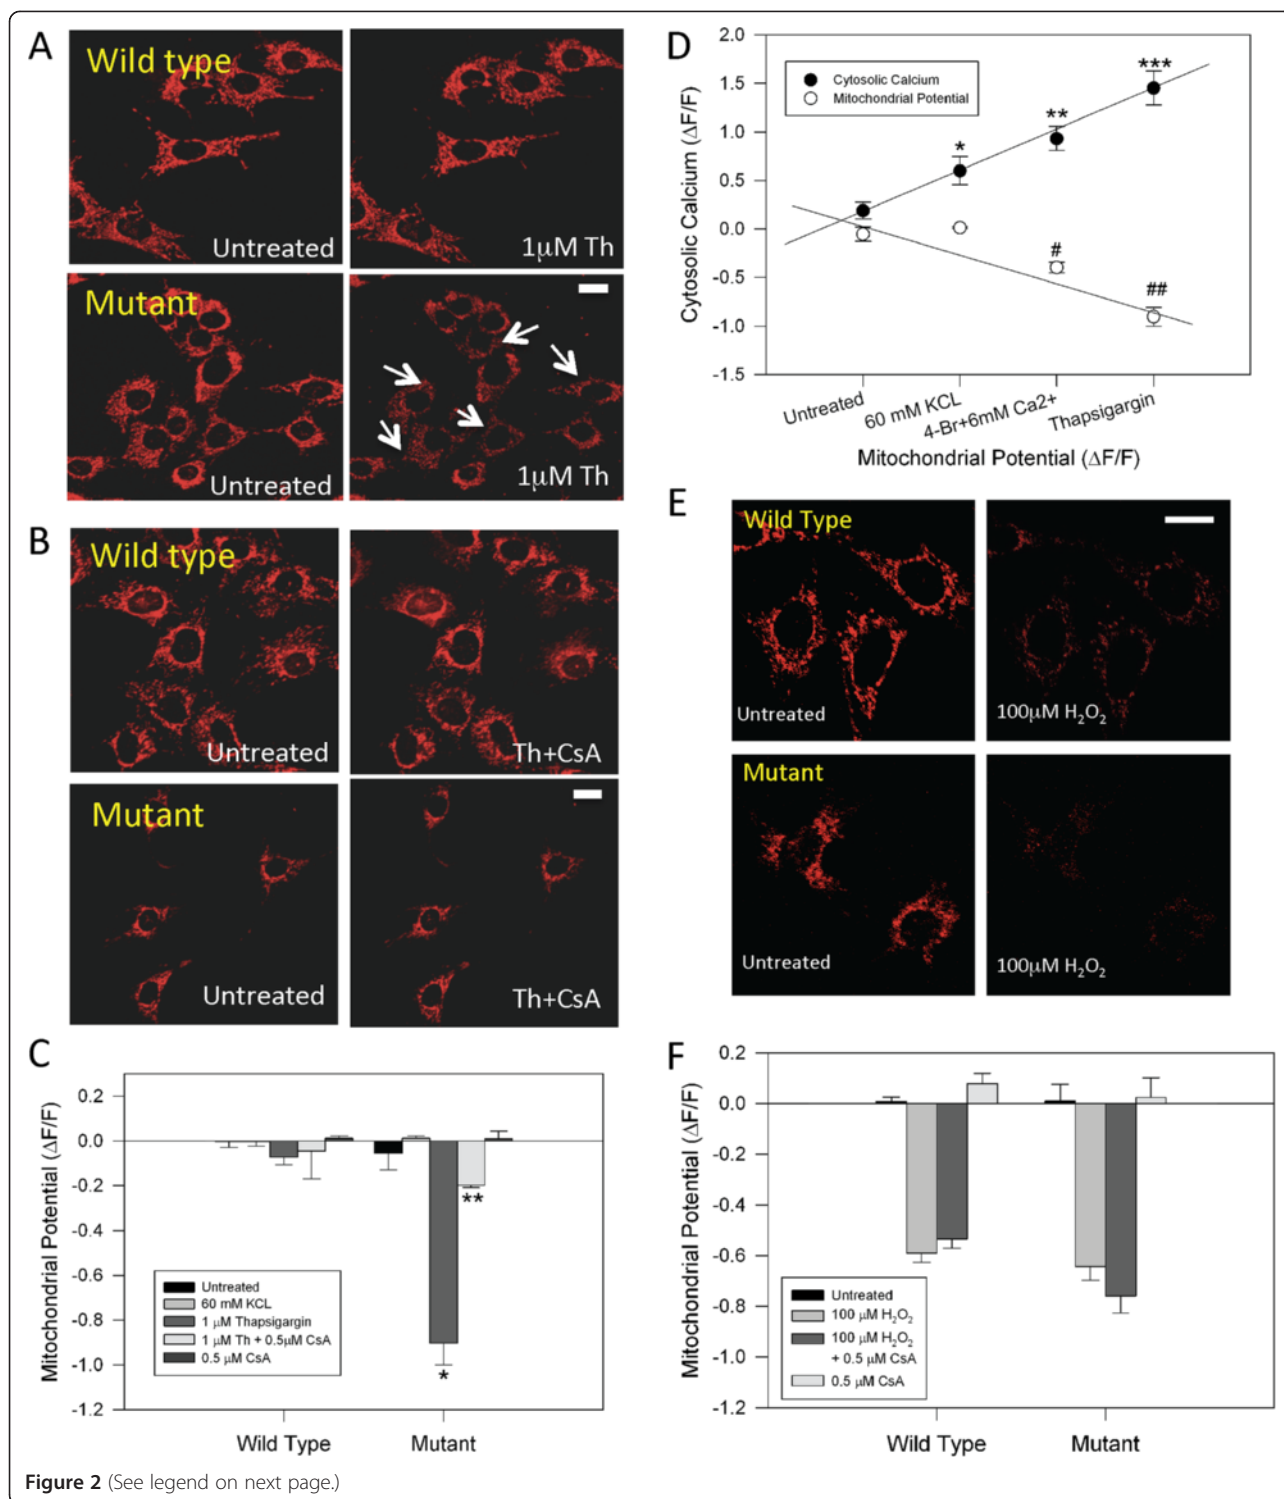 A
Wild type
Untreated
1μM Th
Mutant
Untreated
1μM Th
B
Wild type
Untreated
Th+CsA
Mutant
Untreated
Th+CsA
C
Mitochondrial Potential (ΔF/F)
0.2
0.0
-0.2
-0.4
-0.6
-0.8
-1.0
-1.2
**
*
Untreated
60 mM KCL
1 μM Thapsigargin
1 μM Th + 0.5μM CsA
0.5 μM CsA
Wild Type
Mutant
D
Cytosolic Calcium (ΔF/F)
2.0
1.5
1.0
0.5
0.0
-0.5
-1.0
-1.5
Cytosolic Calcium
Mitochondrial Potential
*
**
***
#
##
Untreated
60 mM KCL
4-Br+6mM Ca2+
Thapsigargin
Mitochondrial Potential (ΔF/F)
E
Wild Type
Untreated
100μM H₂O₂
Mutant
Untreated
100μM H₂O₂
F
Mitochondrial Potential (ΔF/F)
0.2
0.0
-0.2
-0.4
-0.6
-0.8
-1.0
-1.2
Untreated
100 μM H₂O₂
100 μM H₂O₂
+ 0.5 μM CsA
0.5 μM CsA
Wild Type
Mutant
Figure 2 (See legend on next page.)